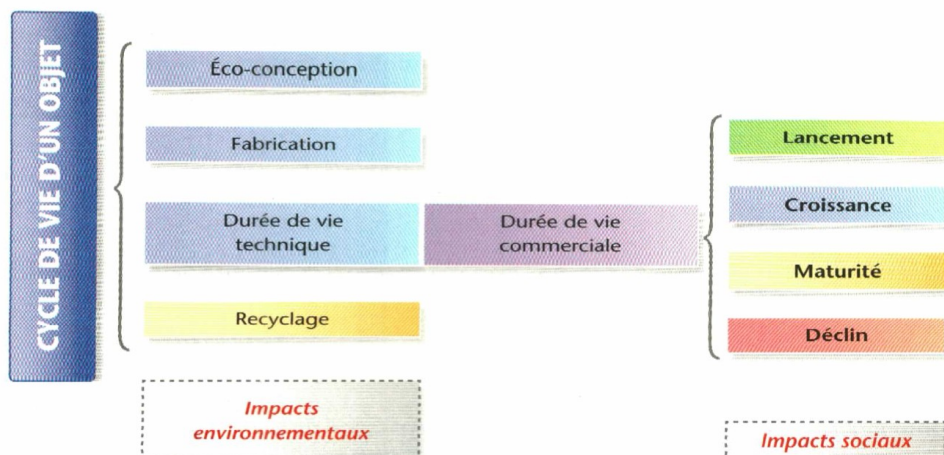 CYCLE DE VIE D'UN OBJET
Éco-conception
Fabrication
Durée de vie
technique
Durée de vie
commerciale
Recyclage
Impacts
environnementaux
Lancement
Croissance
Maturité
Déclin
Impacts sociaux